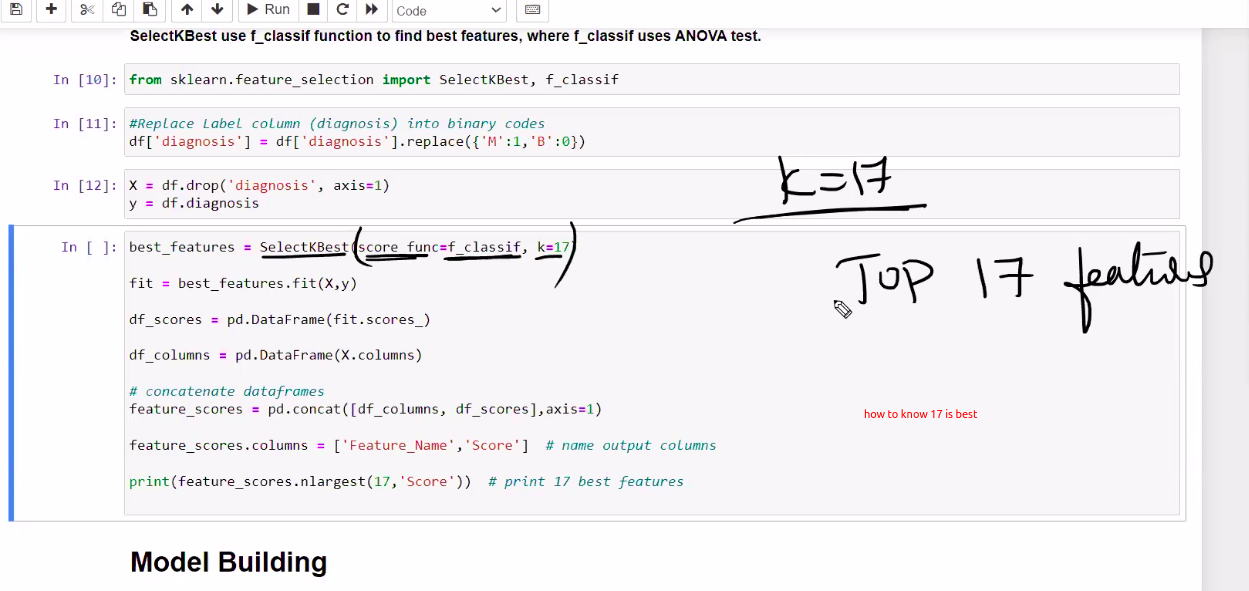 Run
Code
SelectKBest use f_classif function to find best features, where f_classif uses ANOVA test.
In [10]: from sklearn.feature_selection import SelectKBest, f_classif
In [11]: #Replace Label column (diagnosis) into binary codes
df['diagnosis'] = df['diagnosis'].replace({'M':1,'B':0})
k=17
In [12]: X = df.drop('diagnosis', axis=1)
y = df.diagnosis
In [ ]: best_features = SelectKBest(score_func=f_classif, k=17)
TOP 17 features
fit = best_features.fit(X,y)
df_scores = pd.DataFrame(fit.scores_)
df_columns = pd.DataFrame(X.columns)
# concatenate dataframes
feature_scores = pd.concat([df_columns, df_scores],axis=1)
how to know 17 is best
feature_scores.columns = ['Feature_Name','Score'] # name output columns
print(feature_scores.nlargest(17,'Score')) # print 17 best features
Model Building